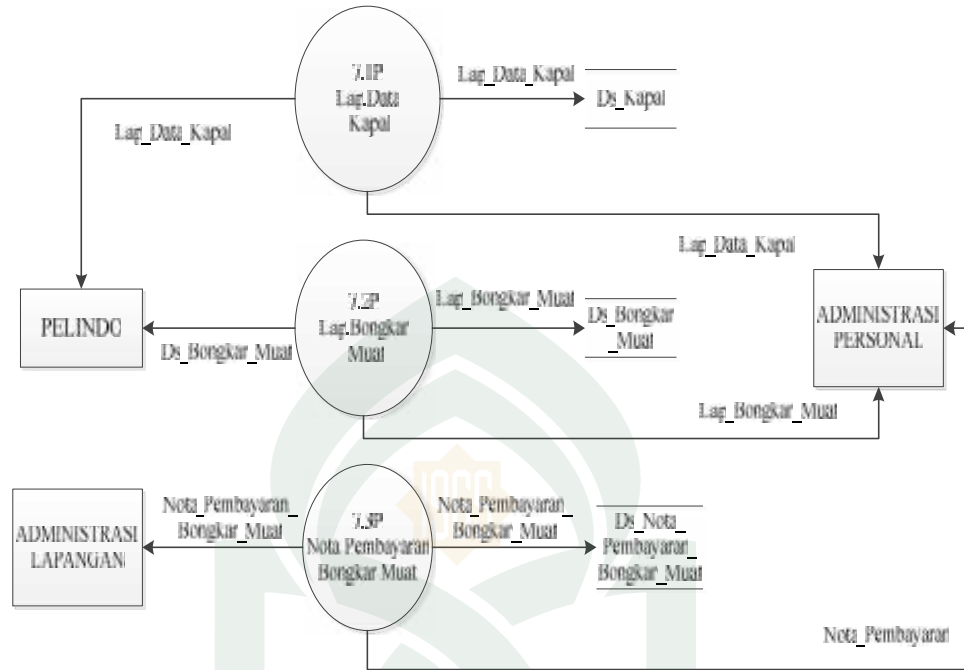 7.1P
Lap.Data
Kapal
Lap_Data_Kapal
Ds_Kapal
Lap_Data_Kapal
Lap_Data_Kapal
PELINDO
Ds_Bongkar_Muat
7.2P
Lap.Bongkar
Muat
Lap_Bongkar_Muat
Ds_Bongkar
_Muat
ADMINISTRASI
PERSONAL
Lap_Bongkar_Muat
ADMINISTRASI
LAPANGAN
Nota_Pembayaran_
Bongkar_Muat
7.3P
Nota Pembayaran
Bongkar Muat
Nota_Pembayaran_
Bongkar_Muat
Ds_Nota_
Pembayaran_
Bongkar_Muat
Nota_Pembayaran